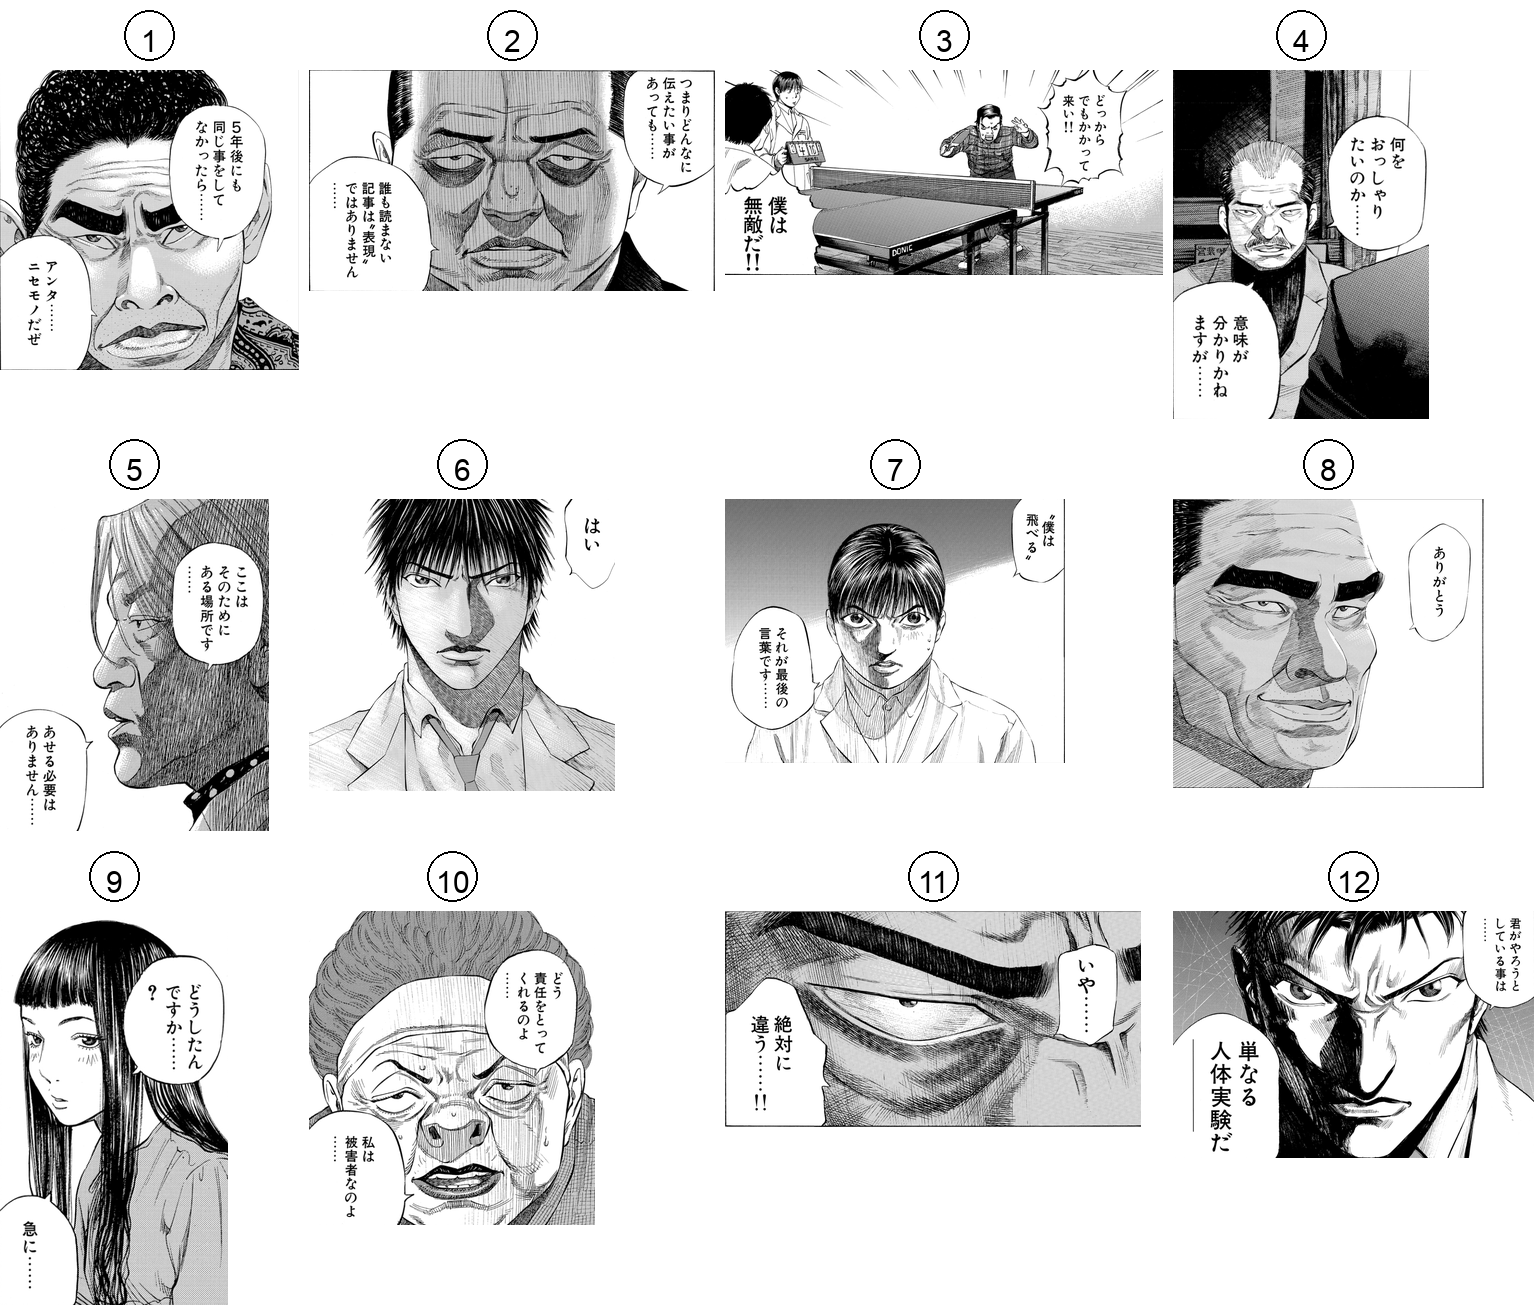 1
５年後にも
同じ事をして
なかったら……
アンタ……
ニセモノだぜ
2
つまりどんなに
伝えたい事が
あっても……
誰も読まない
記事は〝表現〟
ではありません
……
3
どっから
でもかかって
来い!!
僕は
無敵だ!!
DONIC
4
何を
おっしゃり
たいのか……
意味が
分かりかね
ますが……
5
ここは
そのために
ある場所です
……
あせる必要は
ありません……
6
はい
7
〝僕は
飛べる〟
それが最後の
言葉です……
8
ありがとう
9
どうしたん
ですか……
？
急に……
10
どう
責任をとって
くれるのよ
……
私は
被害者なのよ
……
11
いや……
絶対に
違う……!!
12
君がやろうと
している事は
……
単なる
人体実験だ